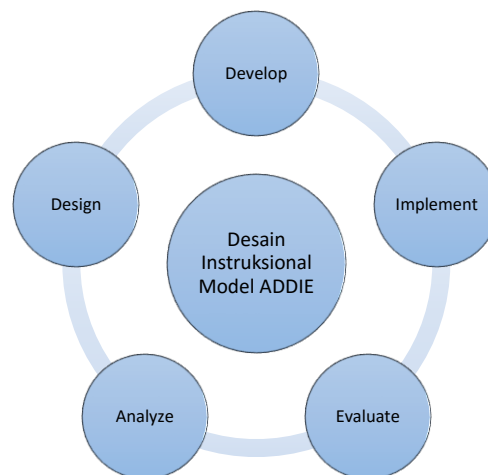 Develop
Design
Implement
Desain
Instruksional
Model ADDIE
Analyze
Evaluate